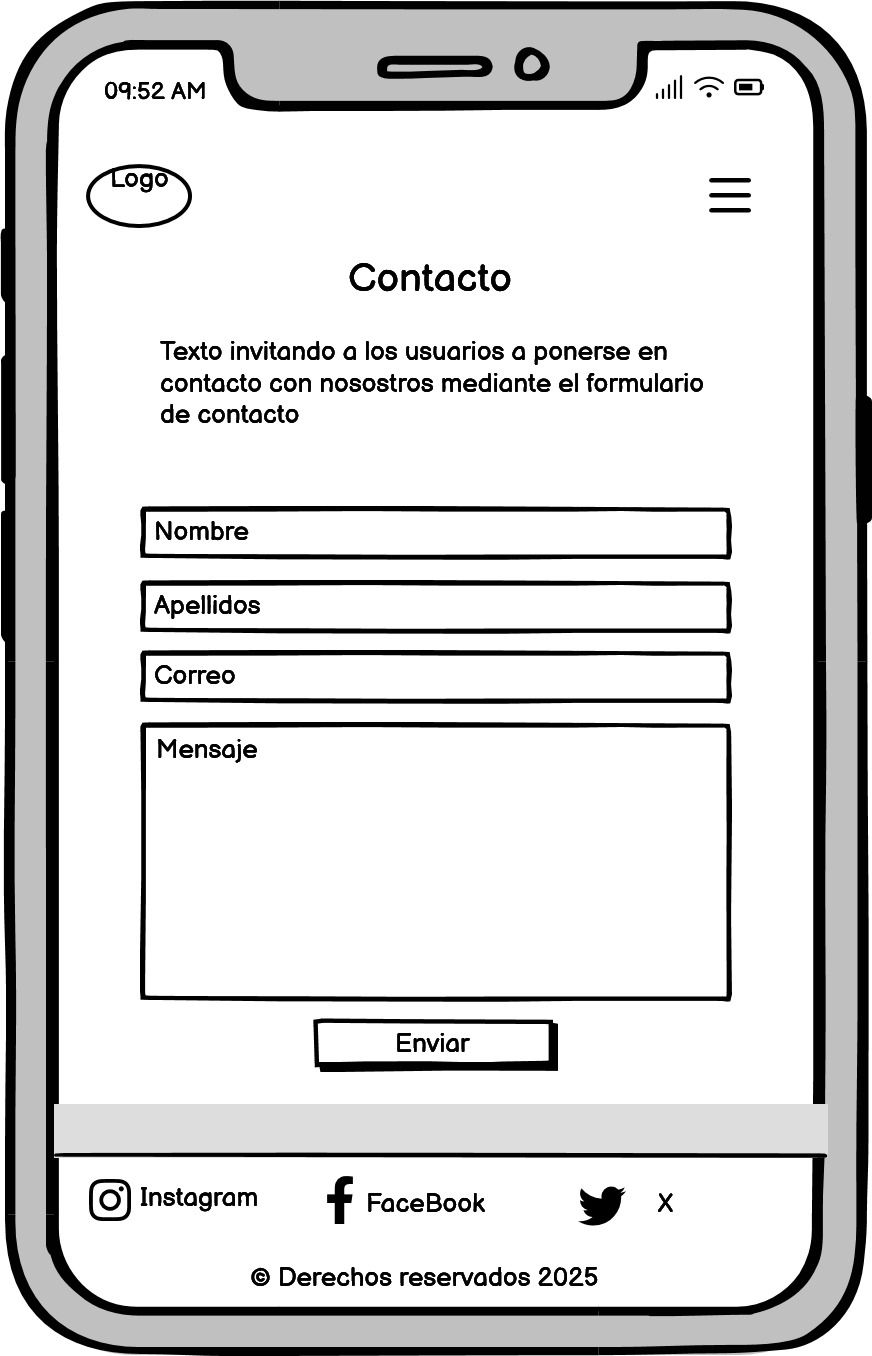 09:52 AM
Logo
Contacto
Texto invitando a los usuarios a ponerse en
contacto con nosostros mediante el formulario
de contacto
Nombre
Apellidos
Correo
Mensaje
Enviar
Instagram FaceBook X
© Derechos reservados 2025